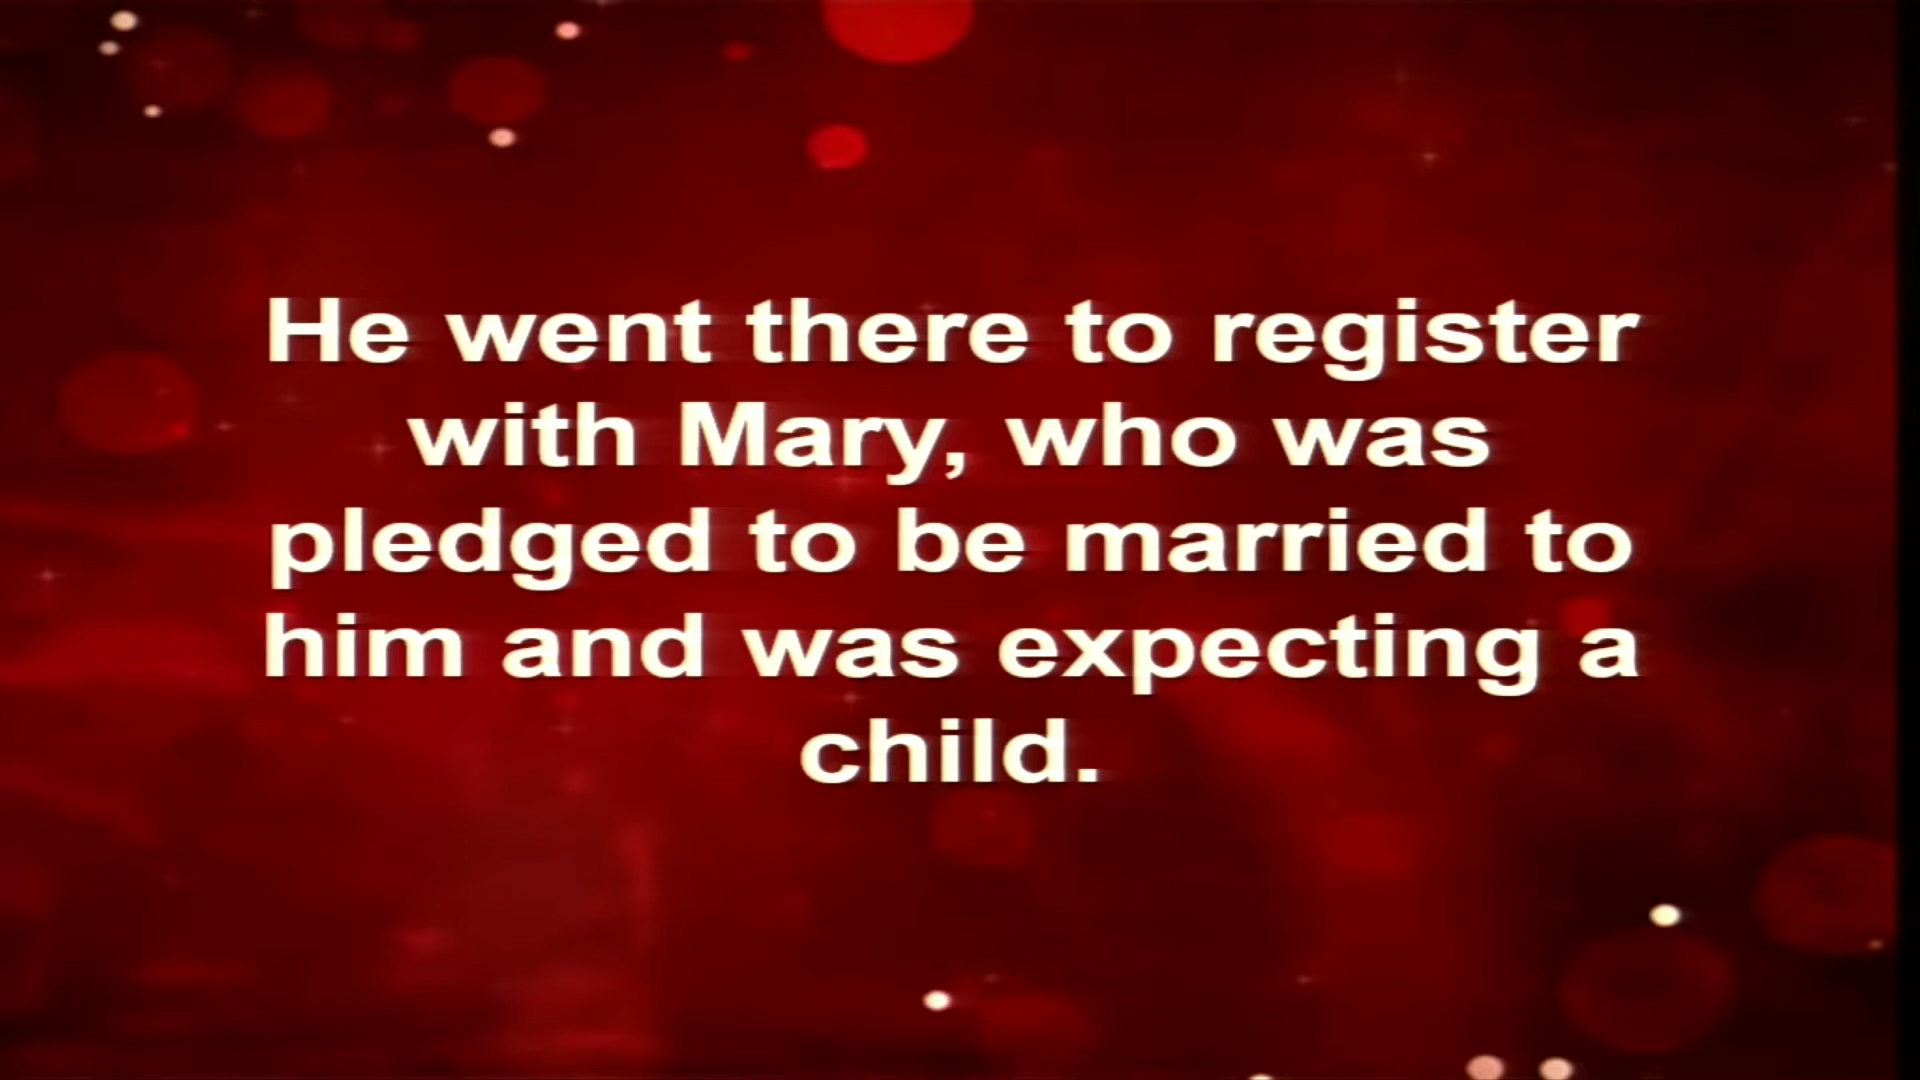 He went there to register
with Mary, who was
pledged to be married to
him and was expecting a
child.